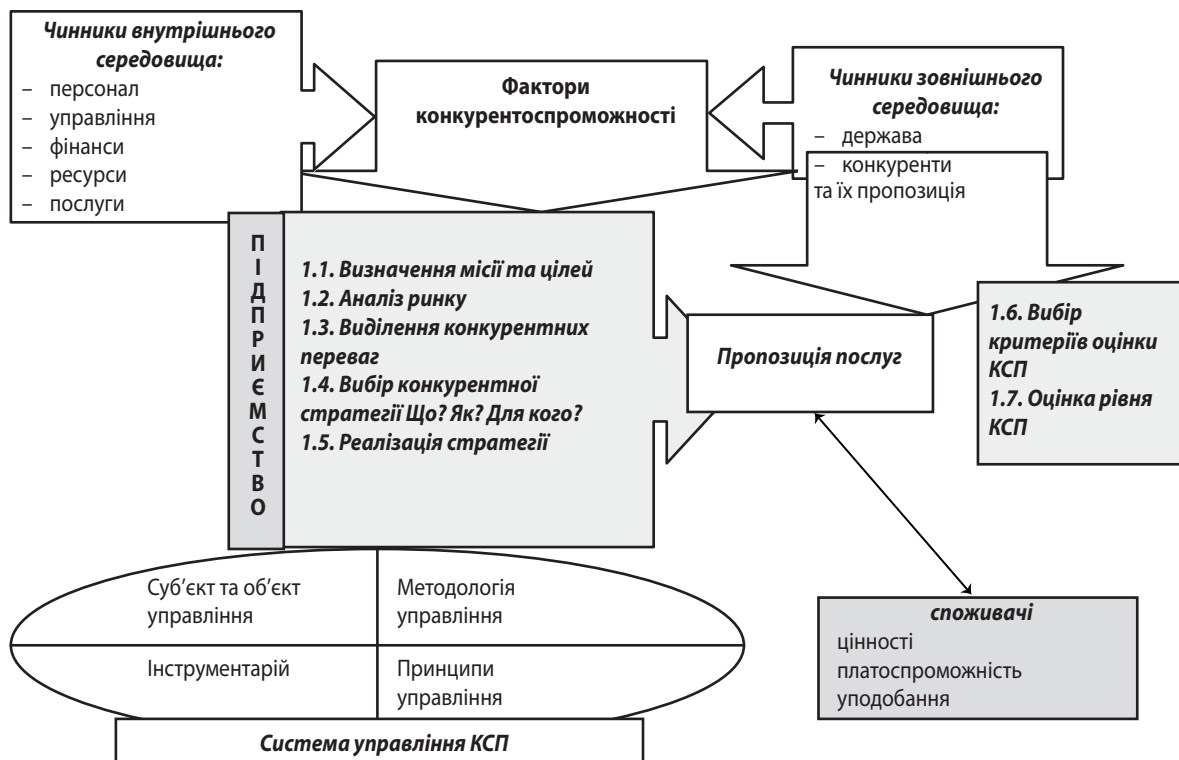 Чинники внутрішнього
середовища:
– персонал
– управління
– фінанси
– ресурси
– послуги
Фактори
конкурентоспроможності
Чинники зовнішнього
середовища:
– держава
– конкуренти
та їх пропозиція
ПІДПРИЄМСТВО
1.1. Визначення місії та цілей
1.2. Аналіз ринку
1.3. Виділення конкурентних
переваг
1.4. Вибір конкурентної
стратегії Що? Як? Для кого?
1.5. Реалізація стратегії
Пропозиція послуг
1.6. Вибір
критеріїв оцінки
КСП
1.7. Оцінка рівня
КСП
Суб’єкт та об’єкт
управління
Методологія
управління
Інструментарій
Принципи
управління
Система управління КСП
споживачі
цінності
платоспроможність
уподобання